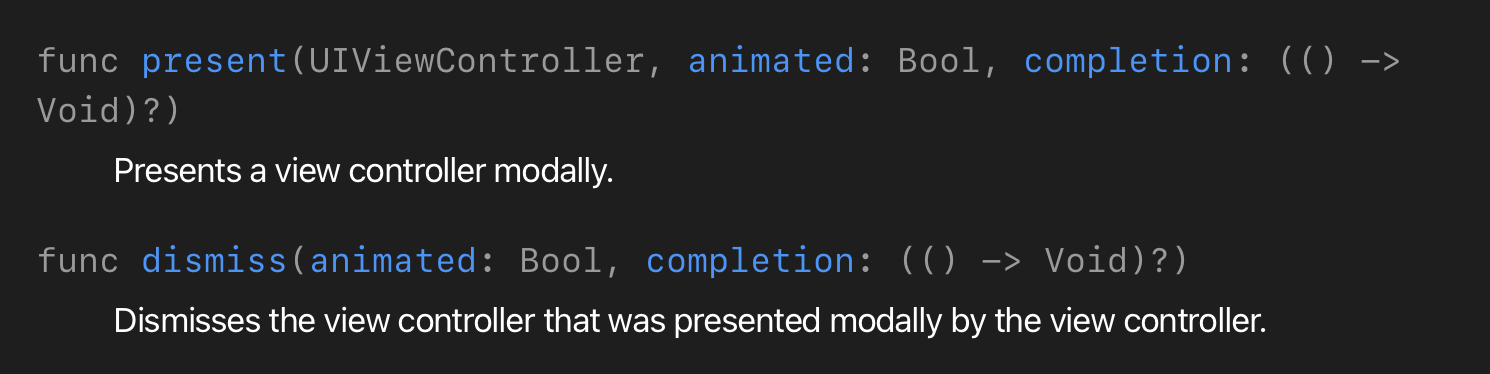 func present(UIViewController, animated: Bool, completion: (() ->
Void)?)
Presents a view controller modally.
func dismiss(animated: Bool, completion: (() -> Void)?)
Dismisses the view controller that was presented modally by the view controller.